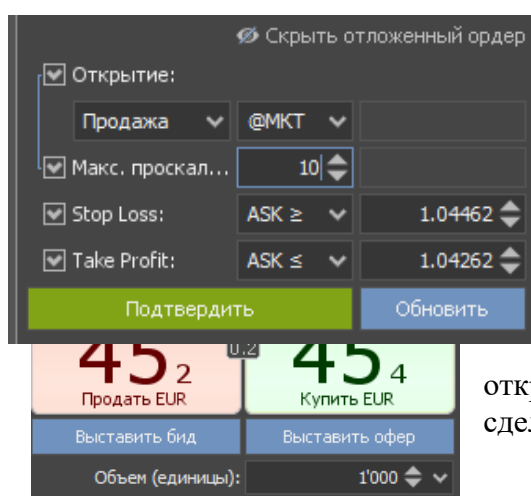 Скрыть отложенный ордер
Открытие:
Продажа @МКТ
Макс. проскал... 10
Stop Loss: ASK ≥ 1.04462
Take Profit: ASK ≤ 1.04262
Подтвердить Обновить
45 2 0.2 45 4
Продать EUR Купить EUR
Выставить бид Выставить офер
Объем (единицы): 1'000